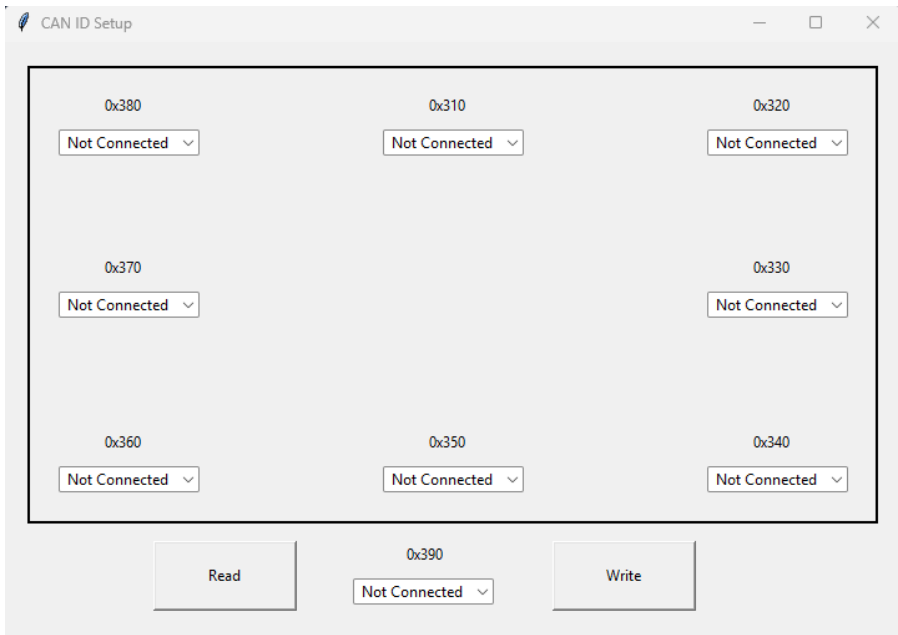 CAN ID Setup
0x380 0x310 0x320
Not Connected Not Connected Not Connected
0x370 0x330
Not Connected Not Connected
0x360 0x350 0x340
Not Connected Not Connected Not Connected
0x390
Read Not Connected Write